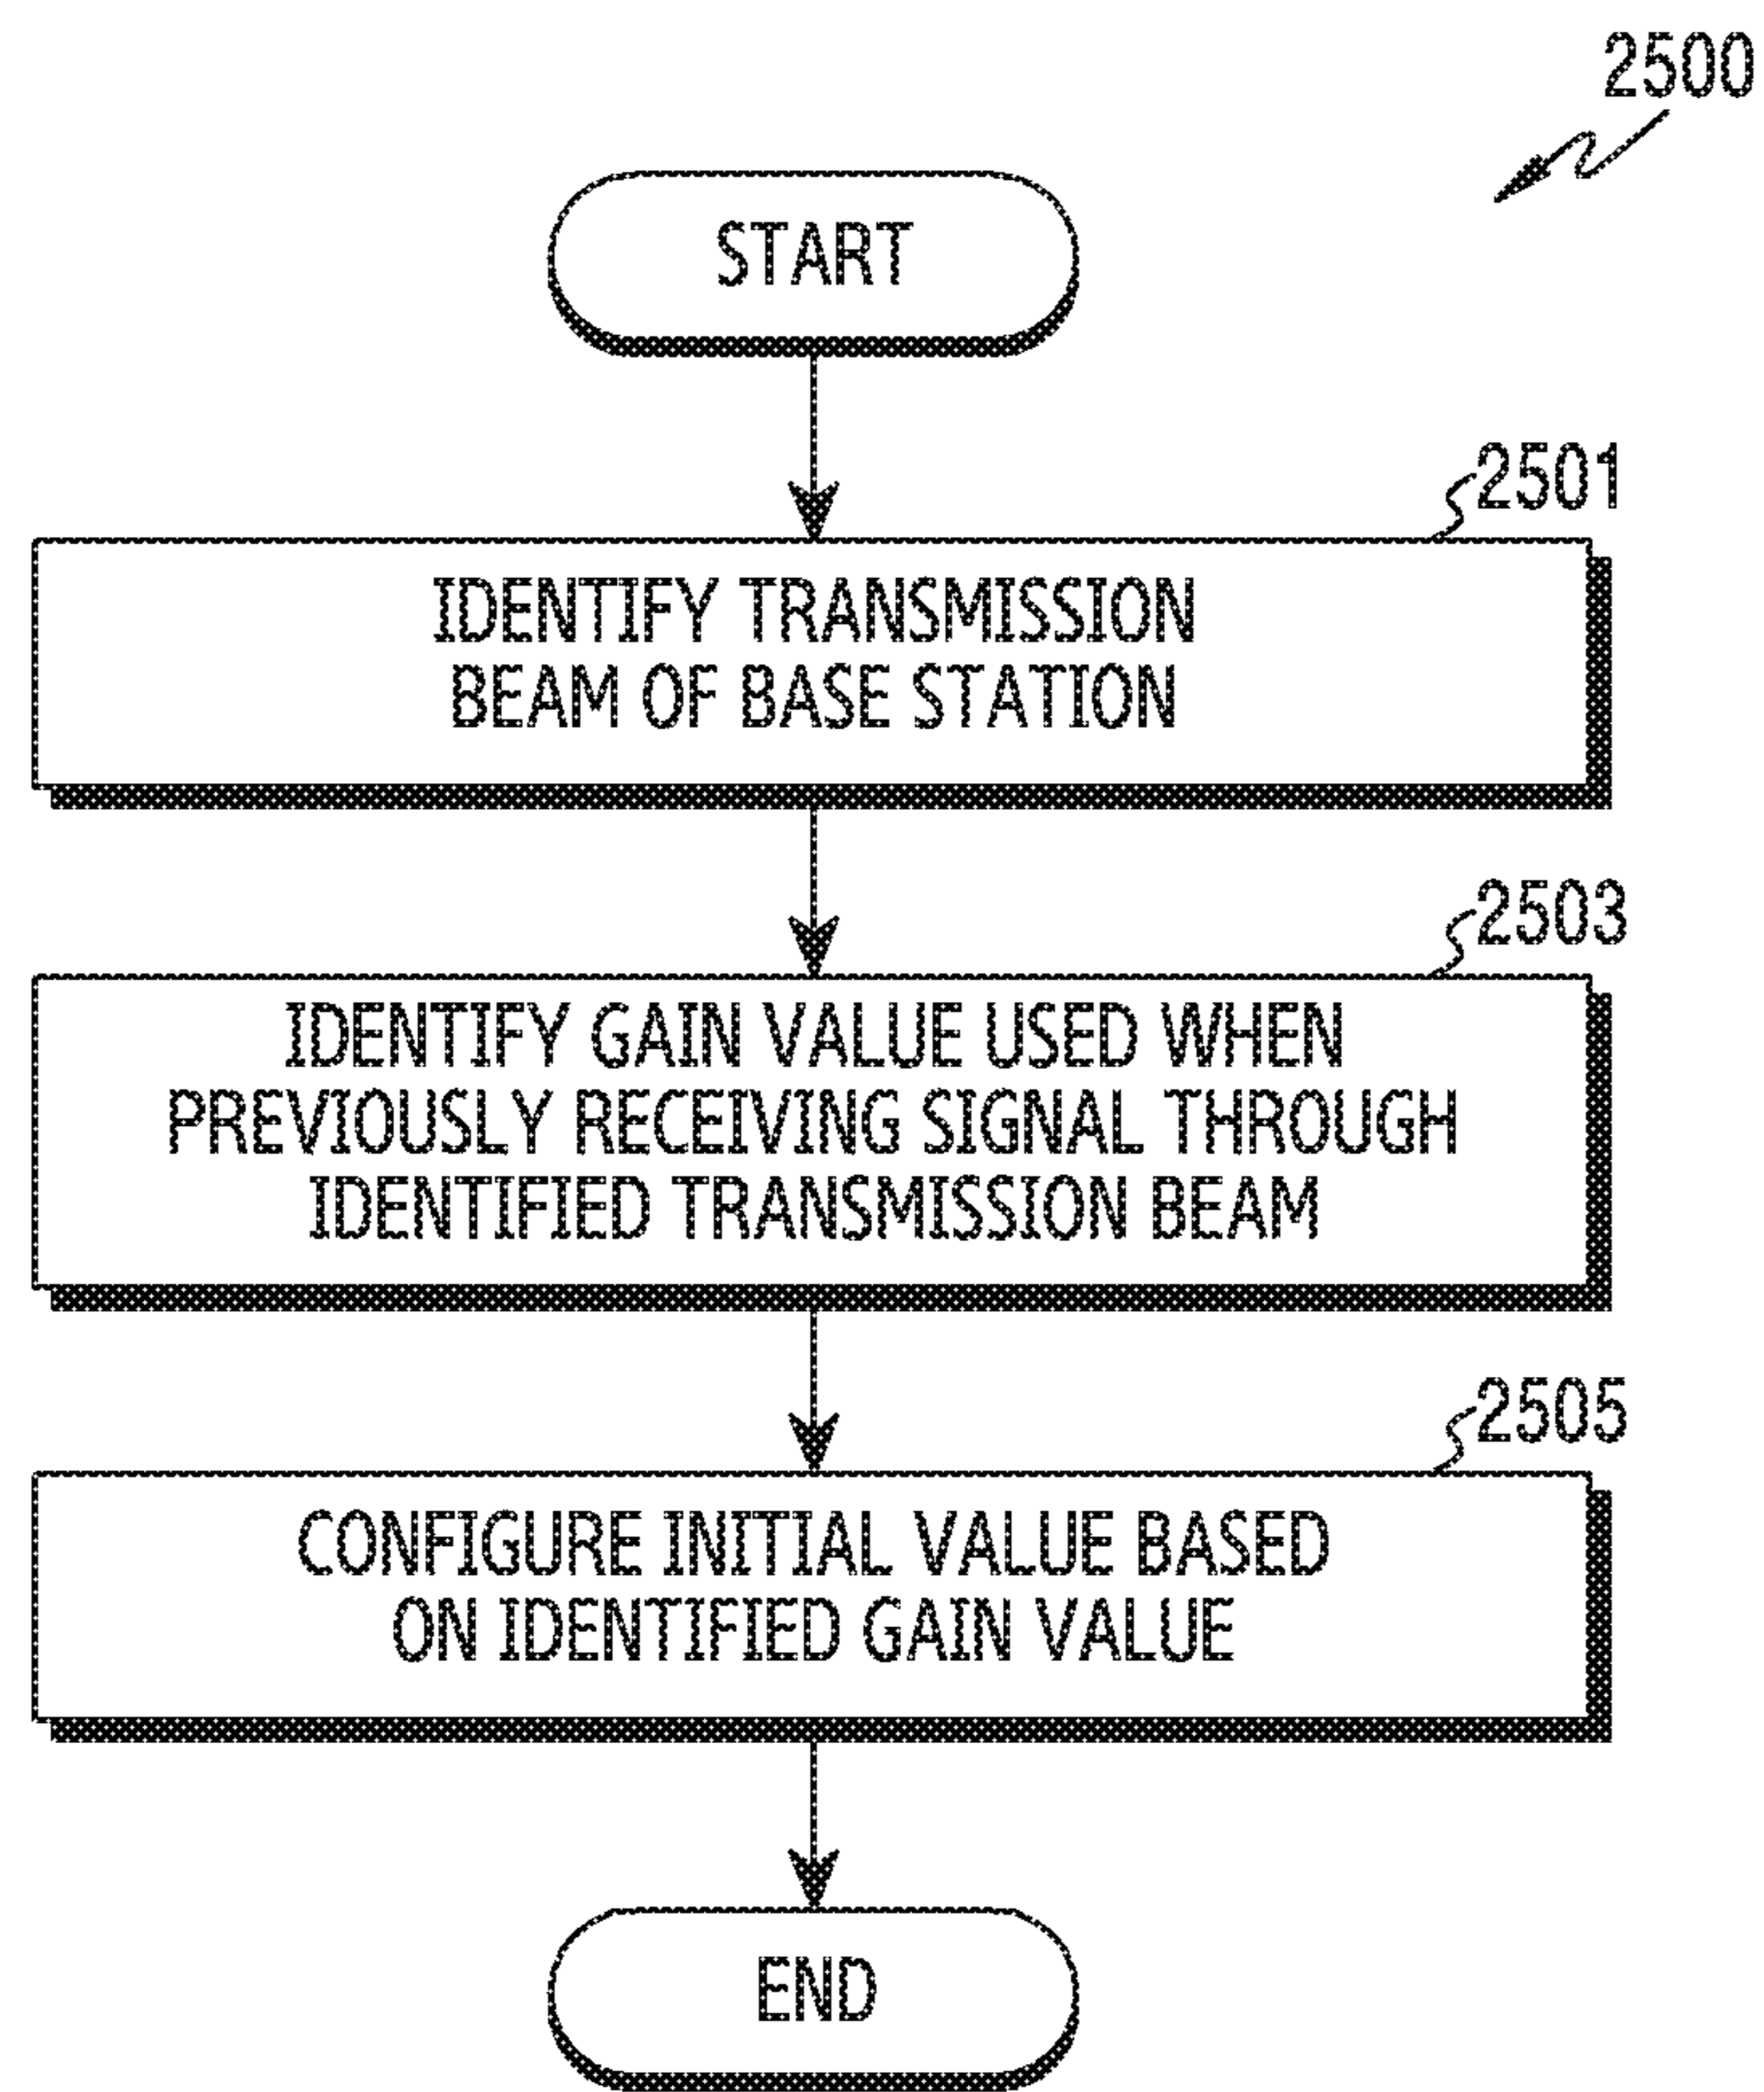 2500
START
2501
IDENTIFY TRANSMISSION
BEAM OF BASE STATION
2503
IDENTIFY GAIN VALUE USED WHEN
PREVIOUSLY RECEIVING SIGNAL THROUGH
IDENTIFIED TRANSMISSION BEAM
2505
CONFIGURE INITIAL VALUE BASED
ON IDENTIFIED GAIN VALUE
END